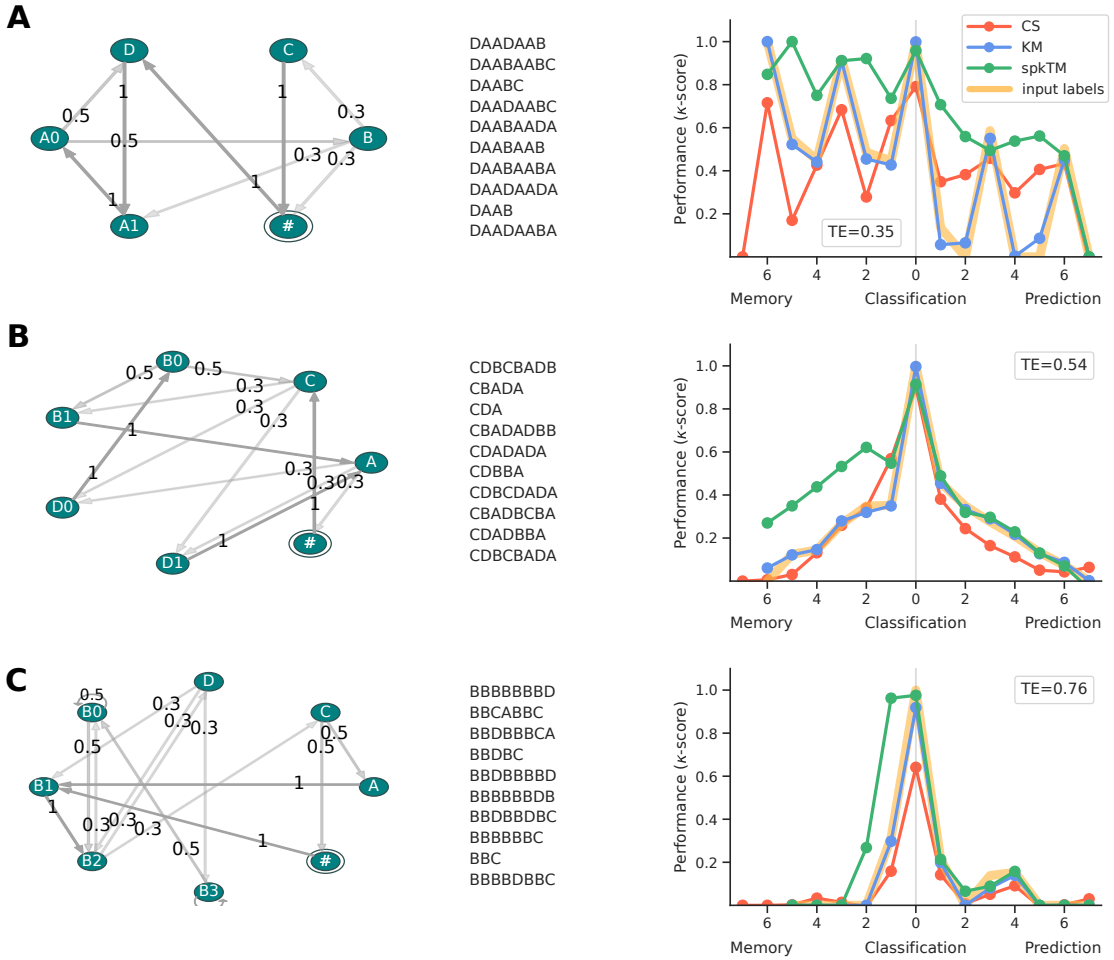 A
D
C
A0
B
A1
#
0.5
1
1
0.3
0.5
0.3
0.3
1
1
DAADAAB
DAABAABC
DAABC
DAADAABC
DAABAADA
DAABAAB
DAABAABA
DAADAADA
DAAB
DAADAABA
Performance (κ-score)
1.0
0.8
0.6
0.4
0.2
CS
KM
spkTM
input labels
TE=0.35
6 4 2 0 2 4 6
Memory Classification Prediction
B
B0
C
B1
A
D0
D1
#
0.5
0.5
0.3
0.3
0.3
1
0.3
1
0.3
0.3
1
1
CDBCBADB
CBADA
CDA
CBADADBB
CDADADA
CDBBA
CDBCDADA
CBADBCBA
CDADBBA
CDBCBADA
Performance (κ-score)
1.0
0.8
0.6
0.4
0.2
TE=0.54
6 4 2 0 2 4 6
Memory Classification Prediction
C
D
B0
C
B1
A
B2
B3
#
0.5
0.3
0.3
0.3
0.5
0.5
0.5
1
1
0.3
0.3
0.3
0.5
1
BBBBBBBD
BBCABBC
BBDBBBCA
BBDBC
BBDBBBBD
BBBBBBDB
BBDBBDBC
BBBBBBC
BBC
BBBBDBBC
Performance (κ-score)
1.0
0.8
0.6
0.4
0.2
TE=0.76
6 4 2 0 2 4 6
Memory Classification Prediction